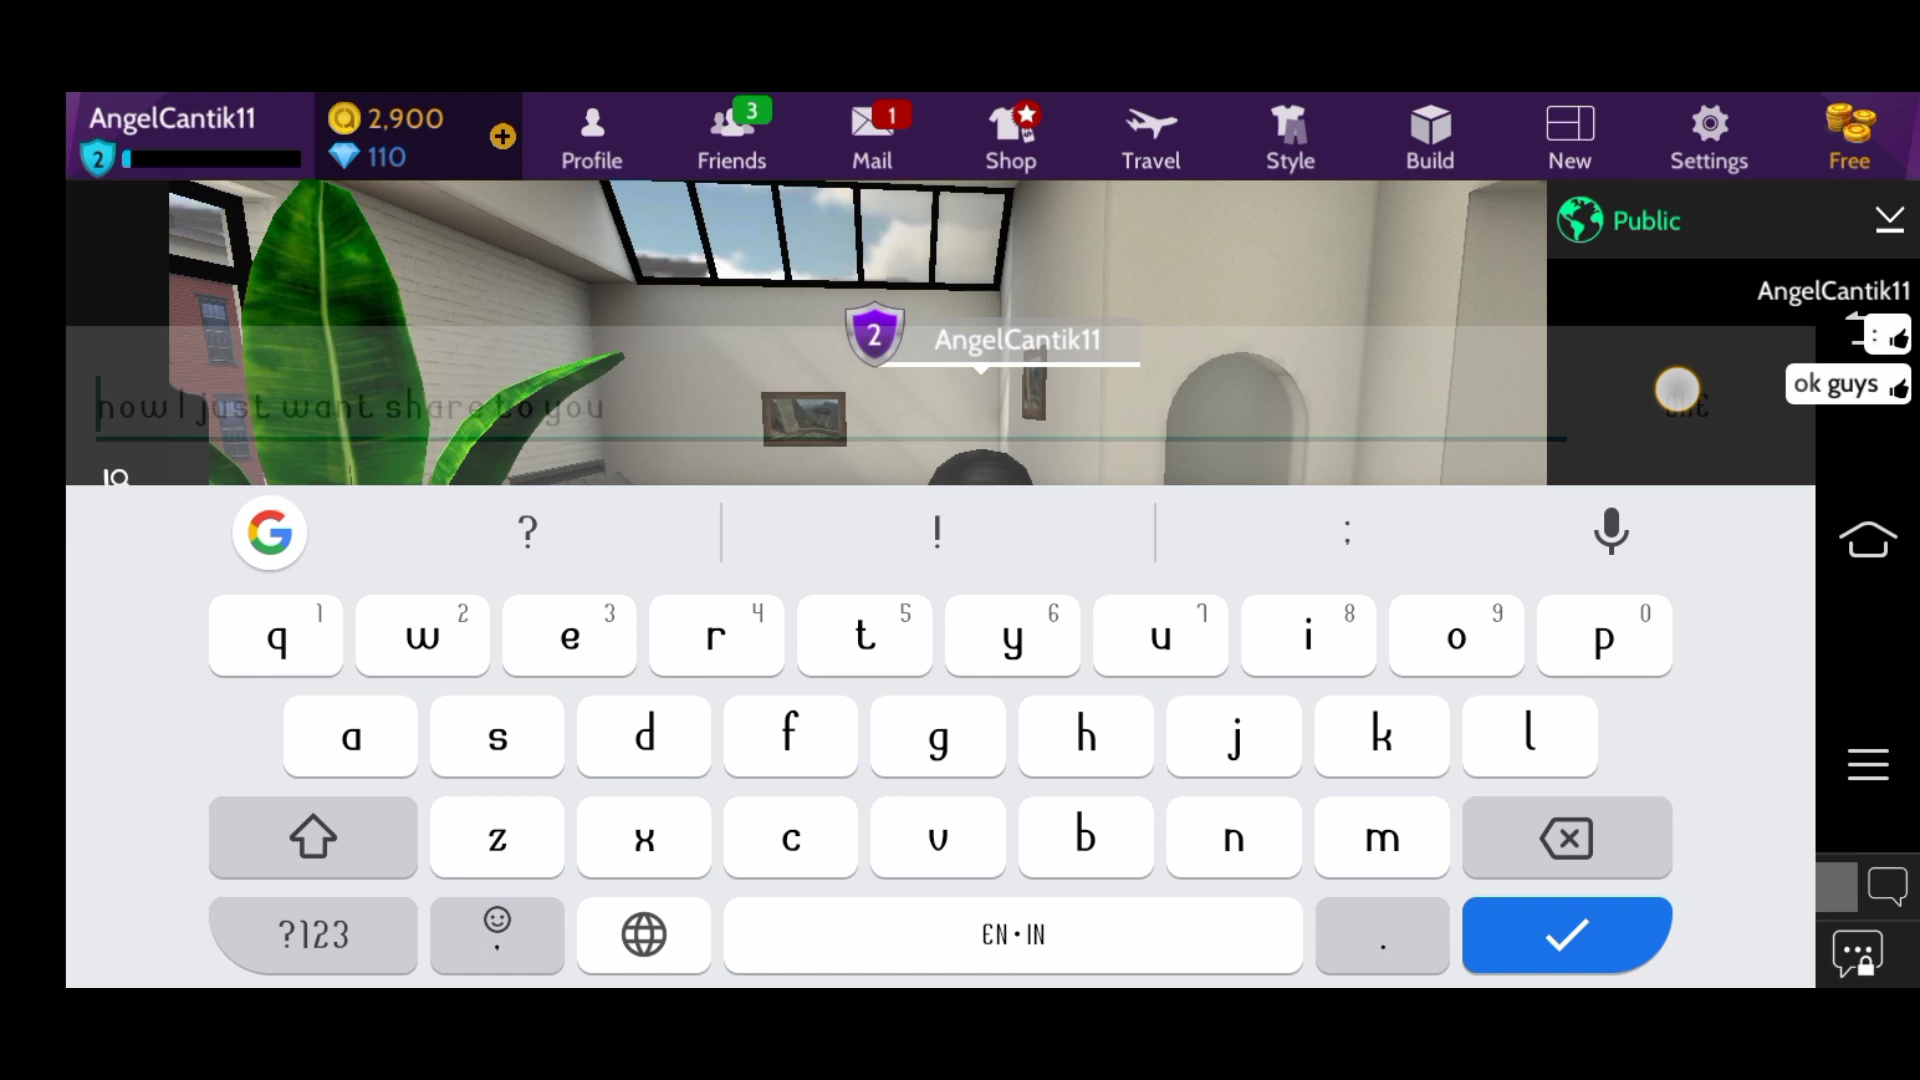 AngelCantik11
2
2,900
110
Profile
3
Friends
1
Mail
Shop
Travel
Style
Build
New
Settings
Free
Public
AngelCantik11
:
ok guys
2
AngelCantik11
now I just want share to you
? ! ;
q 1 w 2 e 3 r 4 t 5 y 6 u 7 i 8 o 9 p 0
a s d f g h j k l
z x c v b n m
?123 , EN • IN .